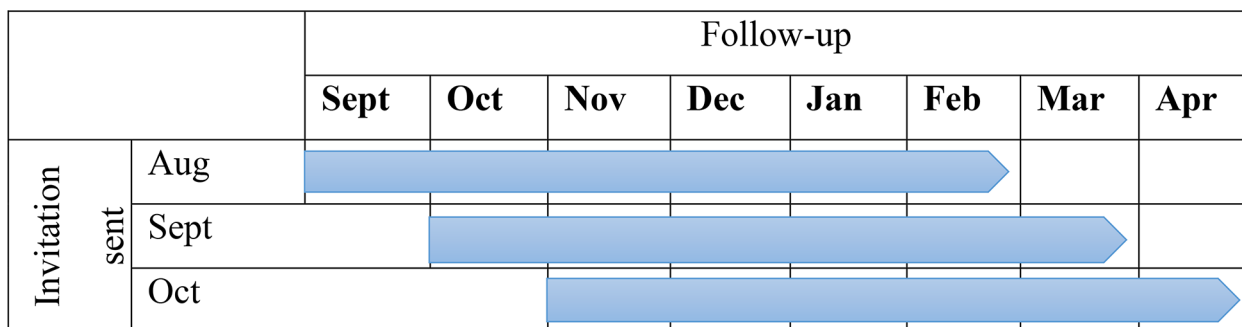 Follow-up
Sept Oct Nov Dec Jan Feb Mar Apr
Invitation
sent
Aug
Sept
Oct